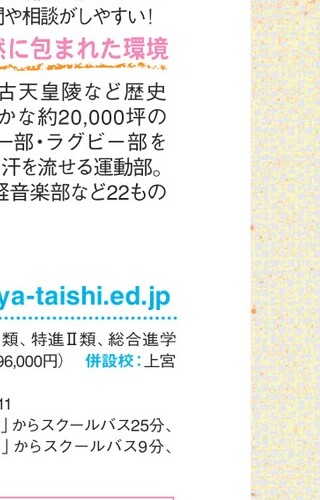 問や相談がしやすい！
然に包まれた環境
古天皇陵など歴史
かな約20,000坪の
ー部・ラグビー部を
汗を流せる運動部。
軽音楽部など22もの
ya-taishi.ed.jp
類、特進Ⅱ類、総合進学
96,000円） 併設校：上宮
11
」からスクールバス25分、
」からスクールバス9分、